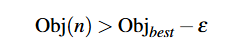 Obj(n) > Obj_best − ε